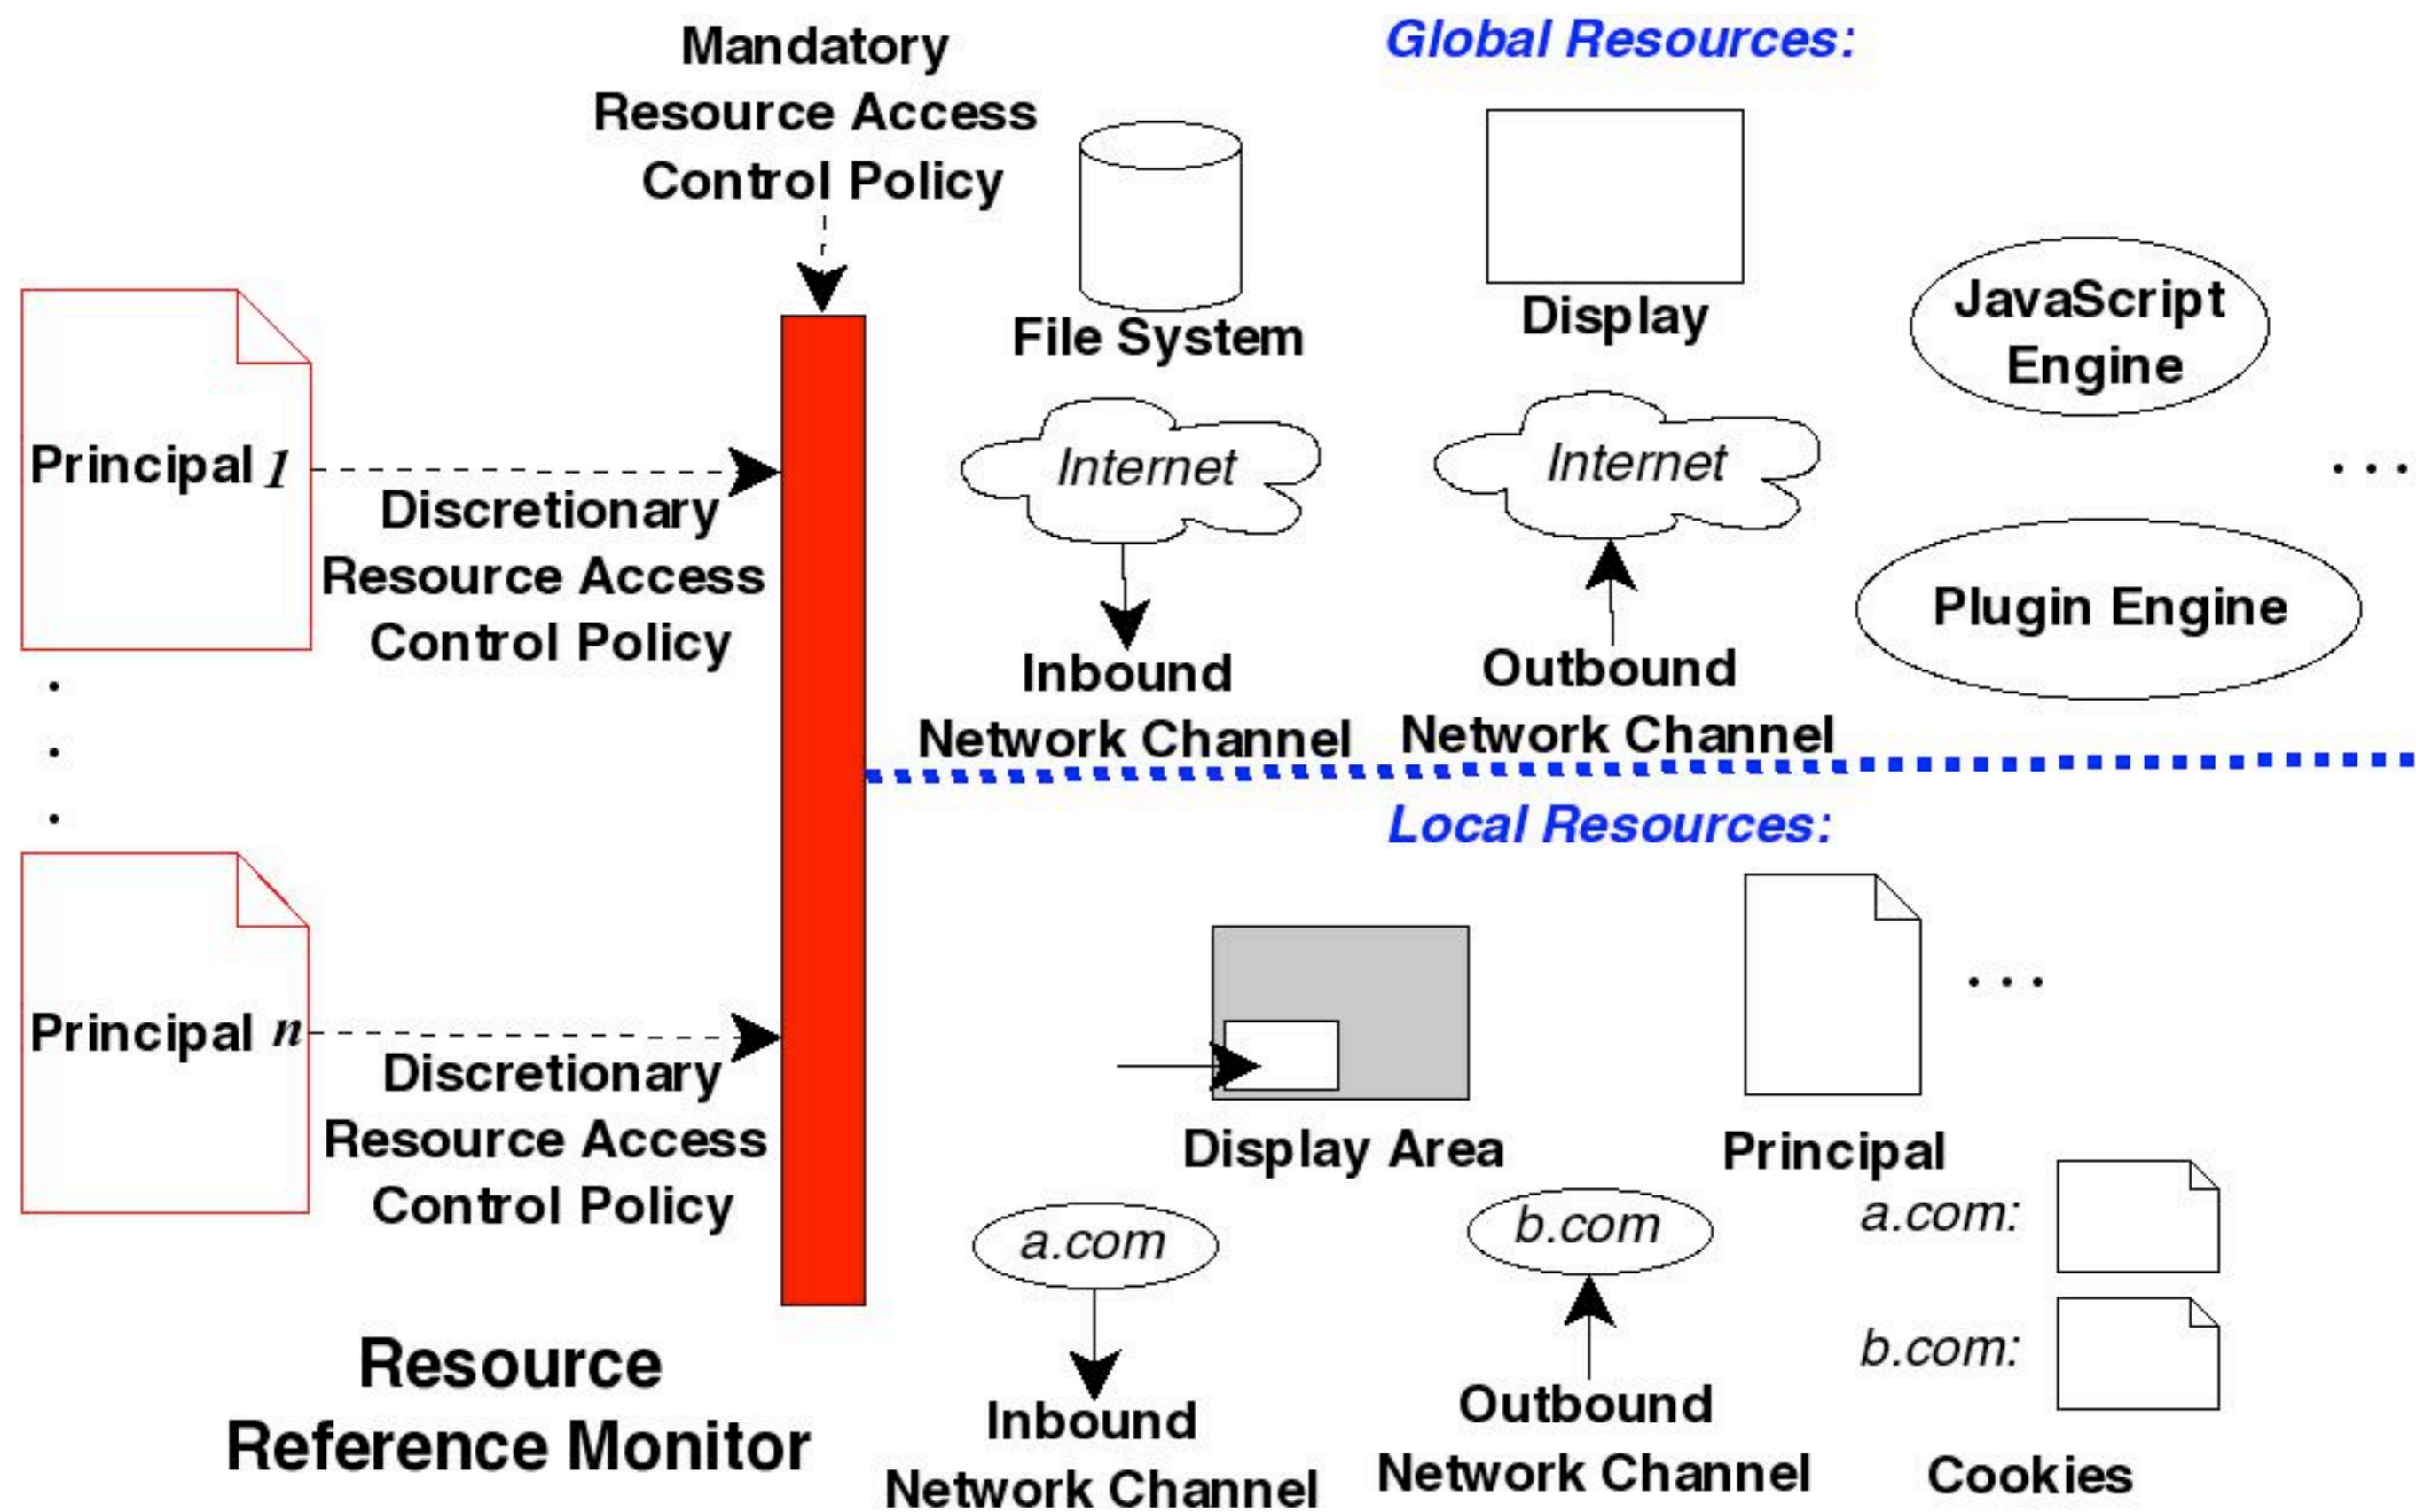 Mandatory
Resource Access
Control Policy
Global Resources:
File System
Display
JavaScript
Engine
Principal 1
Discretionary
Resource Access
Control Policy
Internet
Internet
. . .
Plugin Engine
Inbound
Network Channel
Outbound
Network Channel
.
.
.
Local Resources:
Principal n
Discretionary
Resource Access
Control Policy
Display Area
Principal
. . .
a.com
b.com
a.com:
b.com:
Inbound
Network Channel
Outbound
Network Channel
Cookies
Resource
Reference Monitor